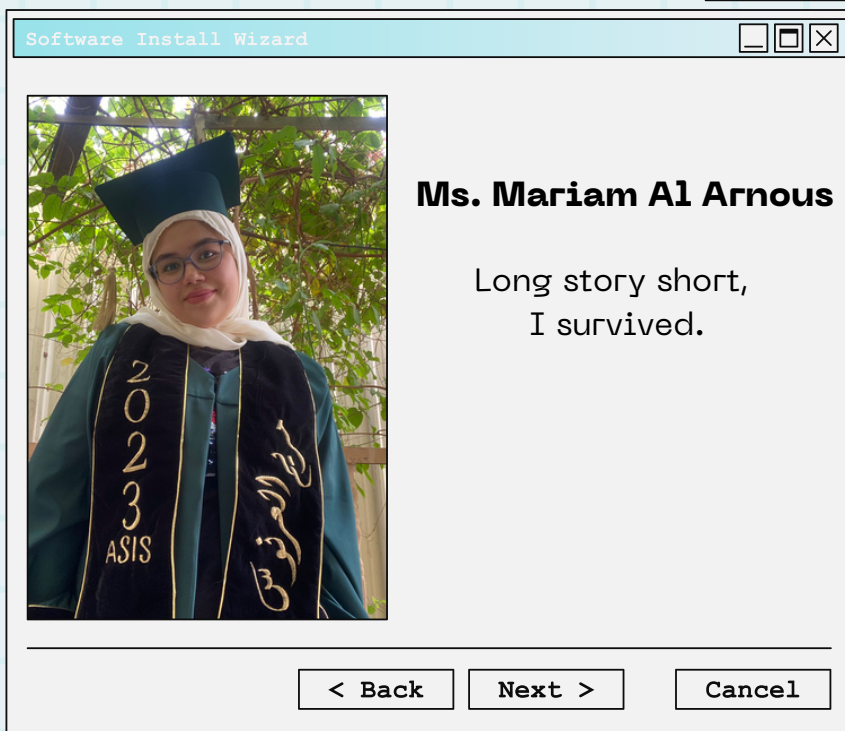 Software Install Wizard
Ms. Mariam Al Arnous
Long story short,
I survived.
2023
ASIS
< Back
Next >
Cancel